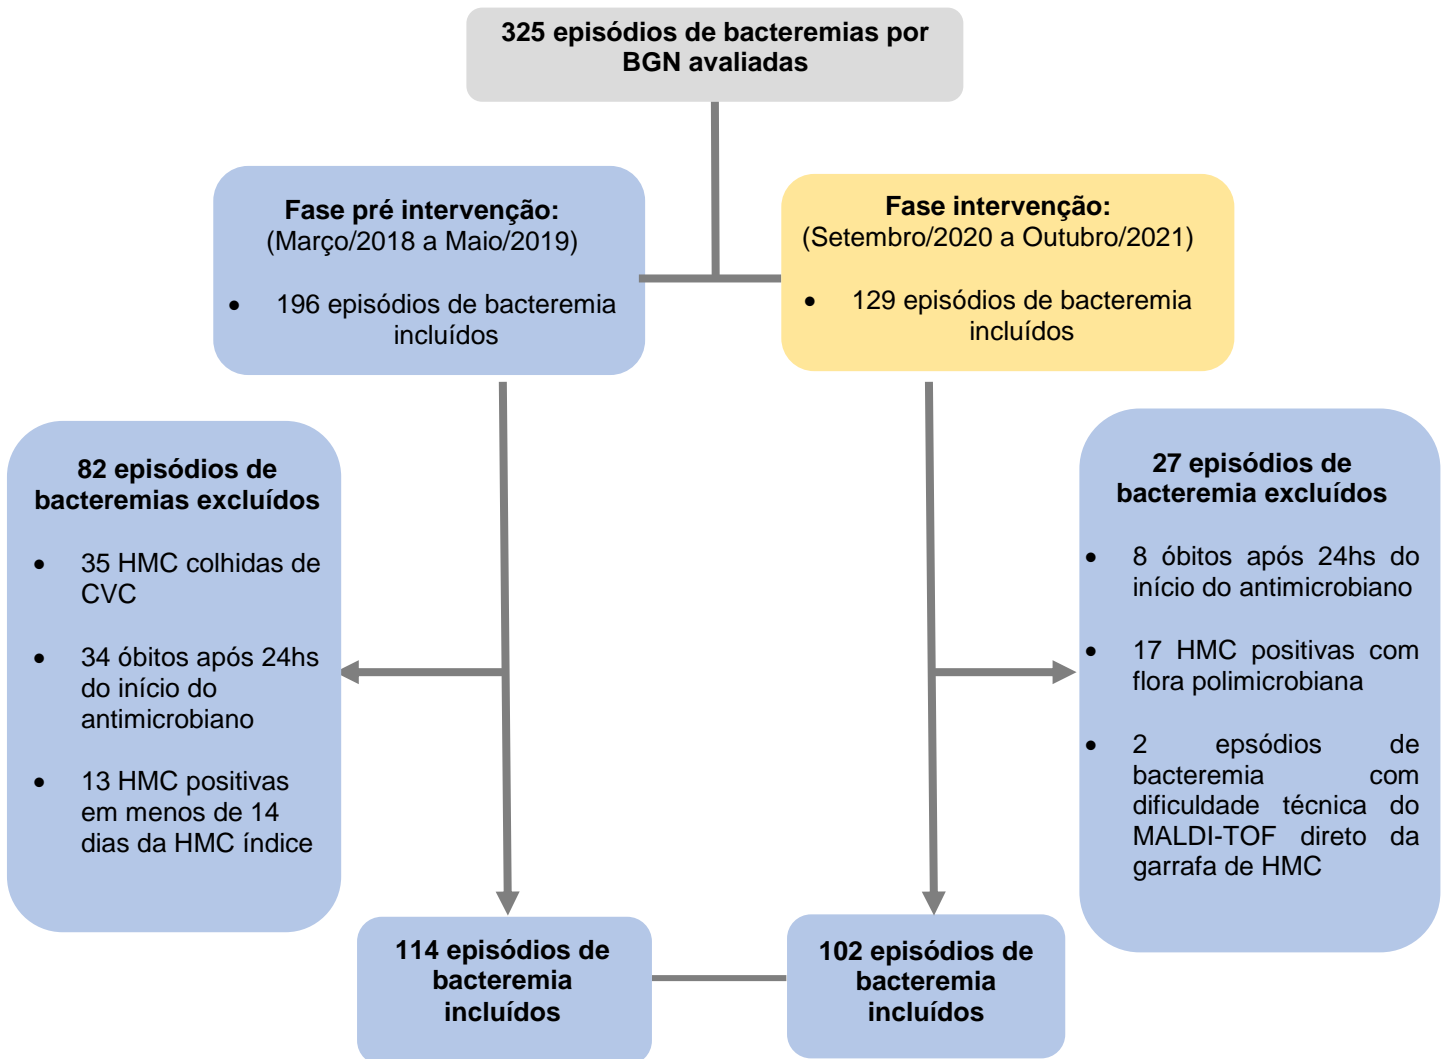 325 episódios de bacteremias por
BGN avaliadas
Fase pré intervenção:
(Março/2018 a Maio/2019)
• 196 episódios de bacteremia
incluídos
Fase intervenção:
(Setembro/2020 a Outubro/2021)
• 129 episódios de bacteremia
incluídos
82 episódios de
bacteremias excluídos
• 35 HMC colhidas de
CVC
• 34 óbitos após 24hs
do início do
antimicrobiano
• 13 HMC positivas
em menos de 14
dias da HMC índice
27 episódios de
bacteremia excluídos
• 8 óbitos após 24hs do
início do antimicrobiano
• 17 HMC positivas com
flora polimicrobiana
• 2 epsódios de
bacteremia com
dificuldade técnica do
MALDI-TOF direto da
garrafa de HMC
114 episódios de
bacteremia
incluídos
102 episódios de
bacteremia
incluídos